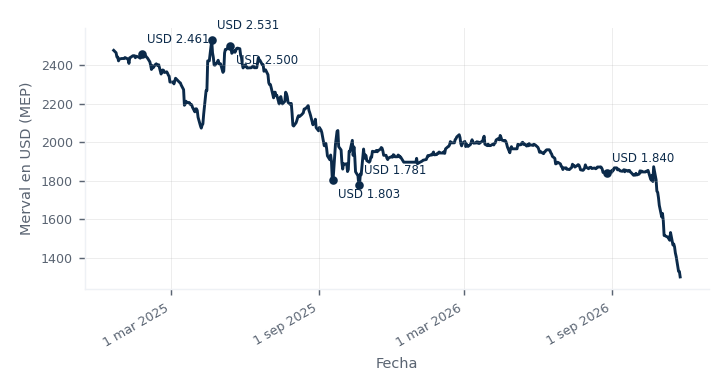 USD 2.531
USD 2.461
USD 2.500
2400
2200
2000
1800
1600
1400
USD 1.840
USD 1.781
USD 1.803
Merval en USD (MEP)
1 mar 2025
1 sep 2025
1 mar 2026
1 sep 2026
Fecha